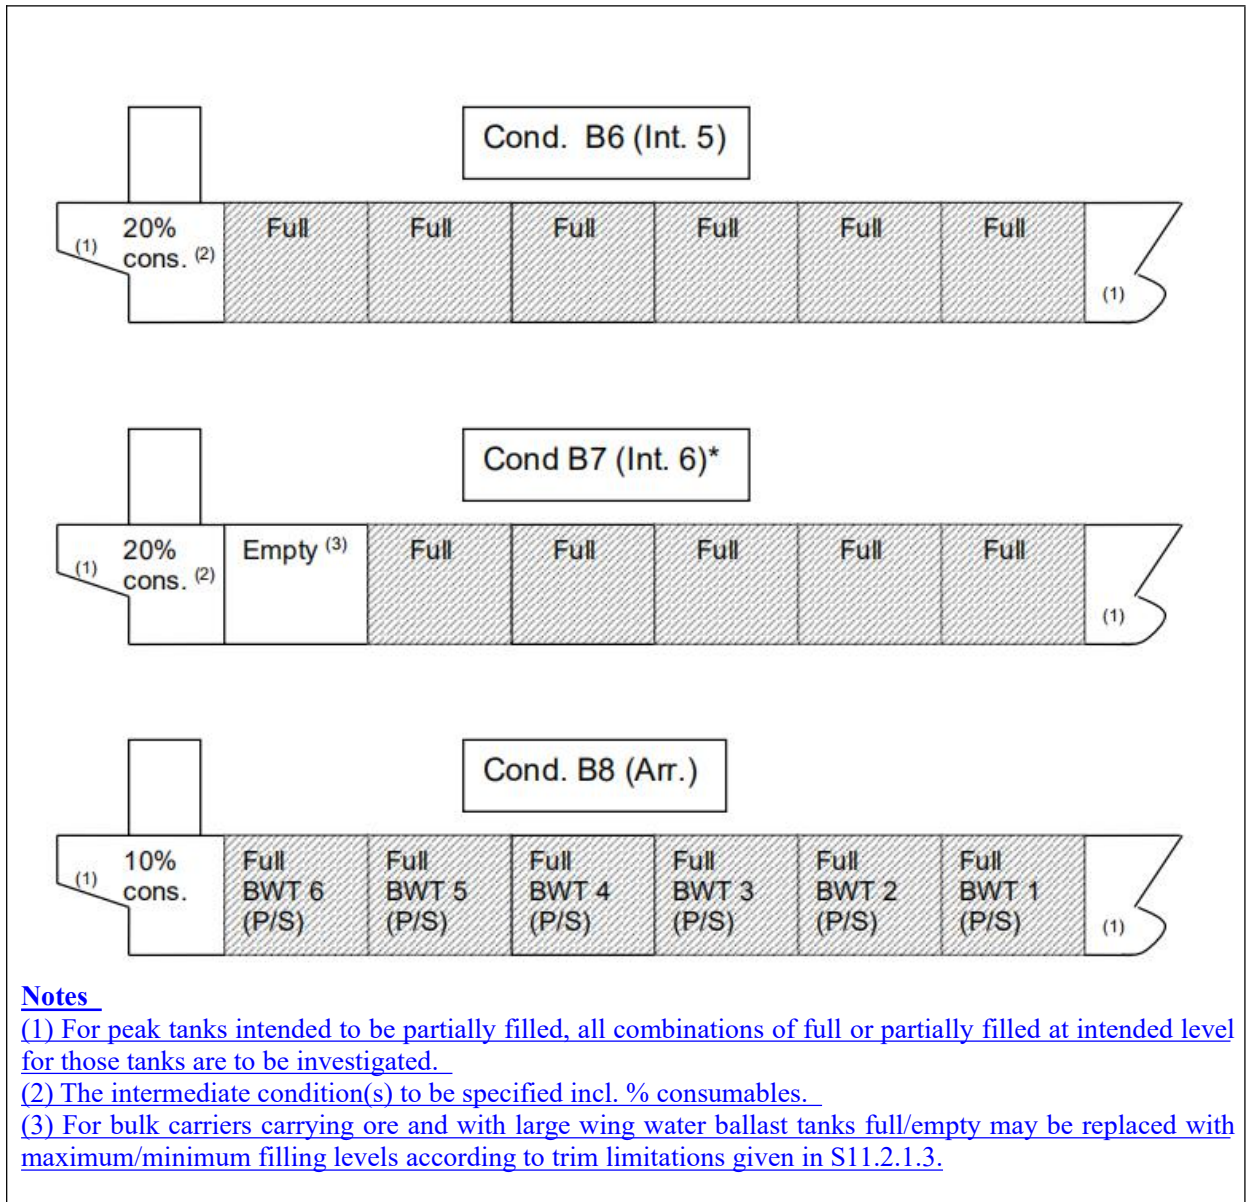 Cond. B6 (Int. 5)
20% Full Full Full Full Full Full
(1) cons. (2)
(1)
Cond B7 (Int. 6)*
20% Empty (3) Full Full Full Full Full
(1) cons. (2)
(1)
Cond. B8 (Arr.)
10% Full Full Full Full Full Full
(1) cons. BWT 6 BWT 5 BWT 4 BWT 3 BWT 2 BWT 1
(P/S) (P/S) (P/S) (P/S) (P/S) (P/S) (1)
Notes
(1) For peak tanks intended to be partially filled, all combinations of full or partially filled at intended level
for those tanks are to be investigated.
(2) The intermediate condition(s) to be specified incl. % consumables.
(3) For bulk carriers carrying ore and with large wing water ballast tanks full/empty may be replaced with
maximum/minimum filling levels according to trim limitations given in S11.2.1.3.